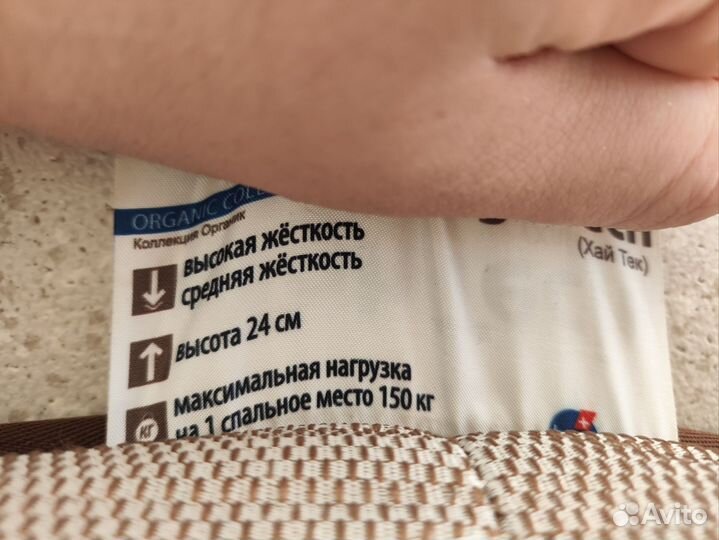 ORGANIC
Коллекция Органик
(Хай Тек)
высокая жёсткость
средняя жёсткость
высота 24 см
максимальная нагрузка
на 1 спальное место 150 кг
кг
Avito